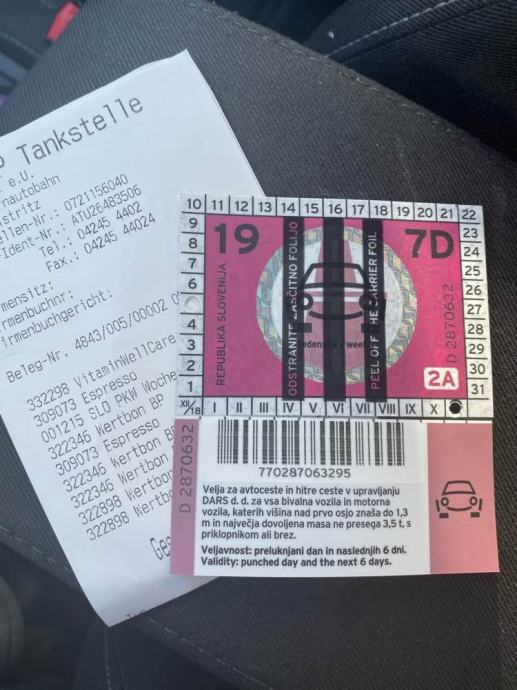 Tankstelle
e.U.
Nr.: 0721156040
Ident-Nr.: ATU26483506
Tel.: 04245 4402
Fax.: 04245 44024
Beleg-Nr. 4843/005/00002
332298 VitaminWellCare
309073 Espresso
001215 SLO PKW Woche
322346 Wertbon BP
309073 Espresso
322346 Wertbon
322346 Wertbon
322898 Wertbon
322898 Wertbon
10 11 12 13 14 15 16 17 18 19 20 21 22
9 8 7 6 5 4 3 2 1
23 24 25 26 27 28 29 30 31
19
7D
REPUBLIKA SLOVENIJA
ODSTRANITE ZAŠČITNO FOLIJO
PEEL OFF THE CARRIER FOIL
D 2870632
2A
XII/18 I II III IV V VI VII VIII IX X
D 2870632
770287063295
Velja za avtoceste in hitre ceste v upravljanju
DARS d. d. za vsa bivalna vozila in motorna
vozila, katerih višina nad prvo osjo znaša do 1,3
m in največja dovoljena masa ne presega 3,5 t, s
priklopnikom ali brez.
Veljavnost: preluknjani dan in naslednjih 6 dni.
Validity: punched day and the next 6 days.